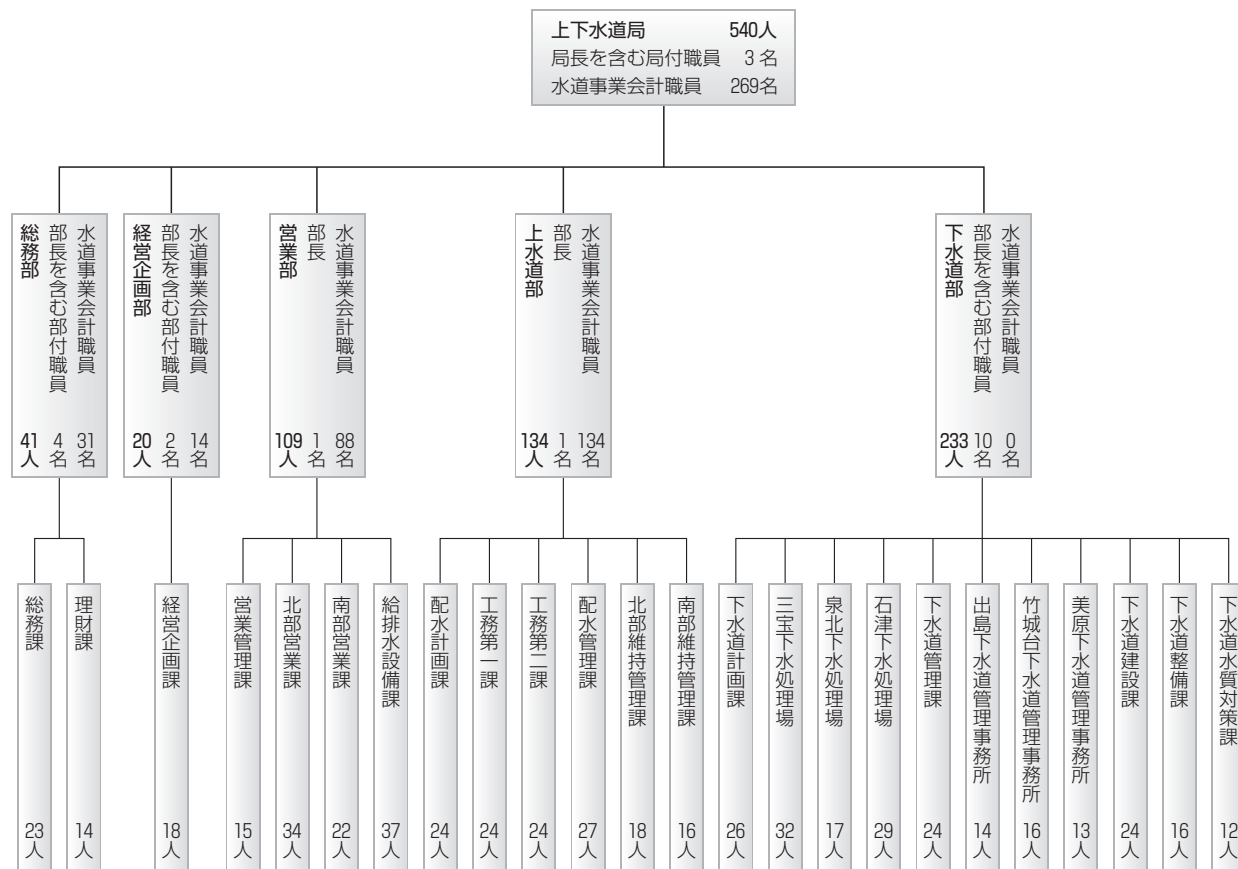 上下水道局 540人
局長を含む局付職員 3名
水道事業会計職員 269名
総務部 41人
部長を含む部付職員 4名
水道事業会計職員 31名
経営企画部 20人
部長を含む部付職員 2名
水道事業会計職員 14名
営業部 109人
部長 1名
水道事業会計職員 88名
上水道部 134人
部長 1名
水道事業会計職員 134名
下水道部 233人
部長を含む部付職員 10名
水道事業会計職員 0名
総務課 23人
理財課 14人
経営企画課 18人
営業管理課 15人
北部営業課 34人
南部営業課 22人
給排水設備課 37人
配水計画課 24人
工務第一課 24人
工務第二課 24人
配水管理課 27人
北部維持管理課 18人
南部維持管理課 16人
下水道計画課 26人
三宝下水処理場 32人
泉北下水処理場 17人
石津下水処理場 29人
下水道管理課 24人
出島下水道管理事務所 14人
竹城台下水道管理事務所 16人
美原下水道管理事務所 13人
下水道建設課 24人
下水道整備課 16人
下水道水質対策課 12人